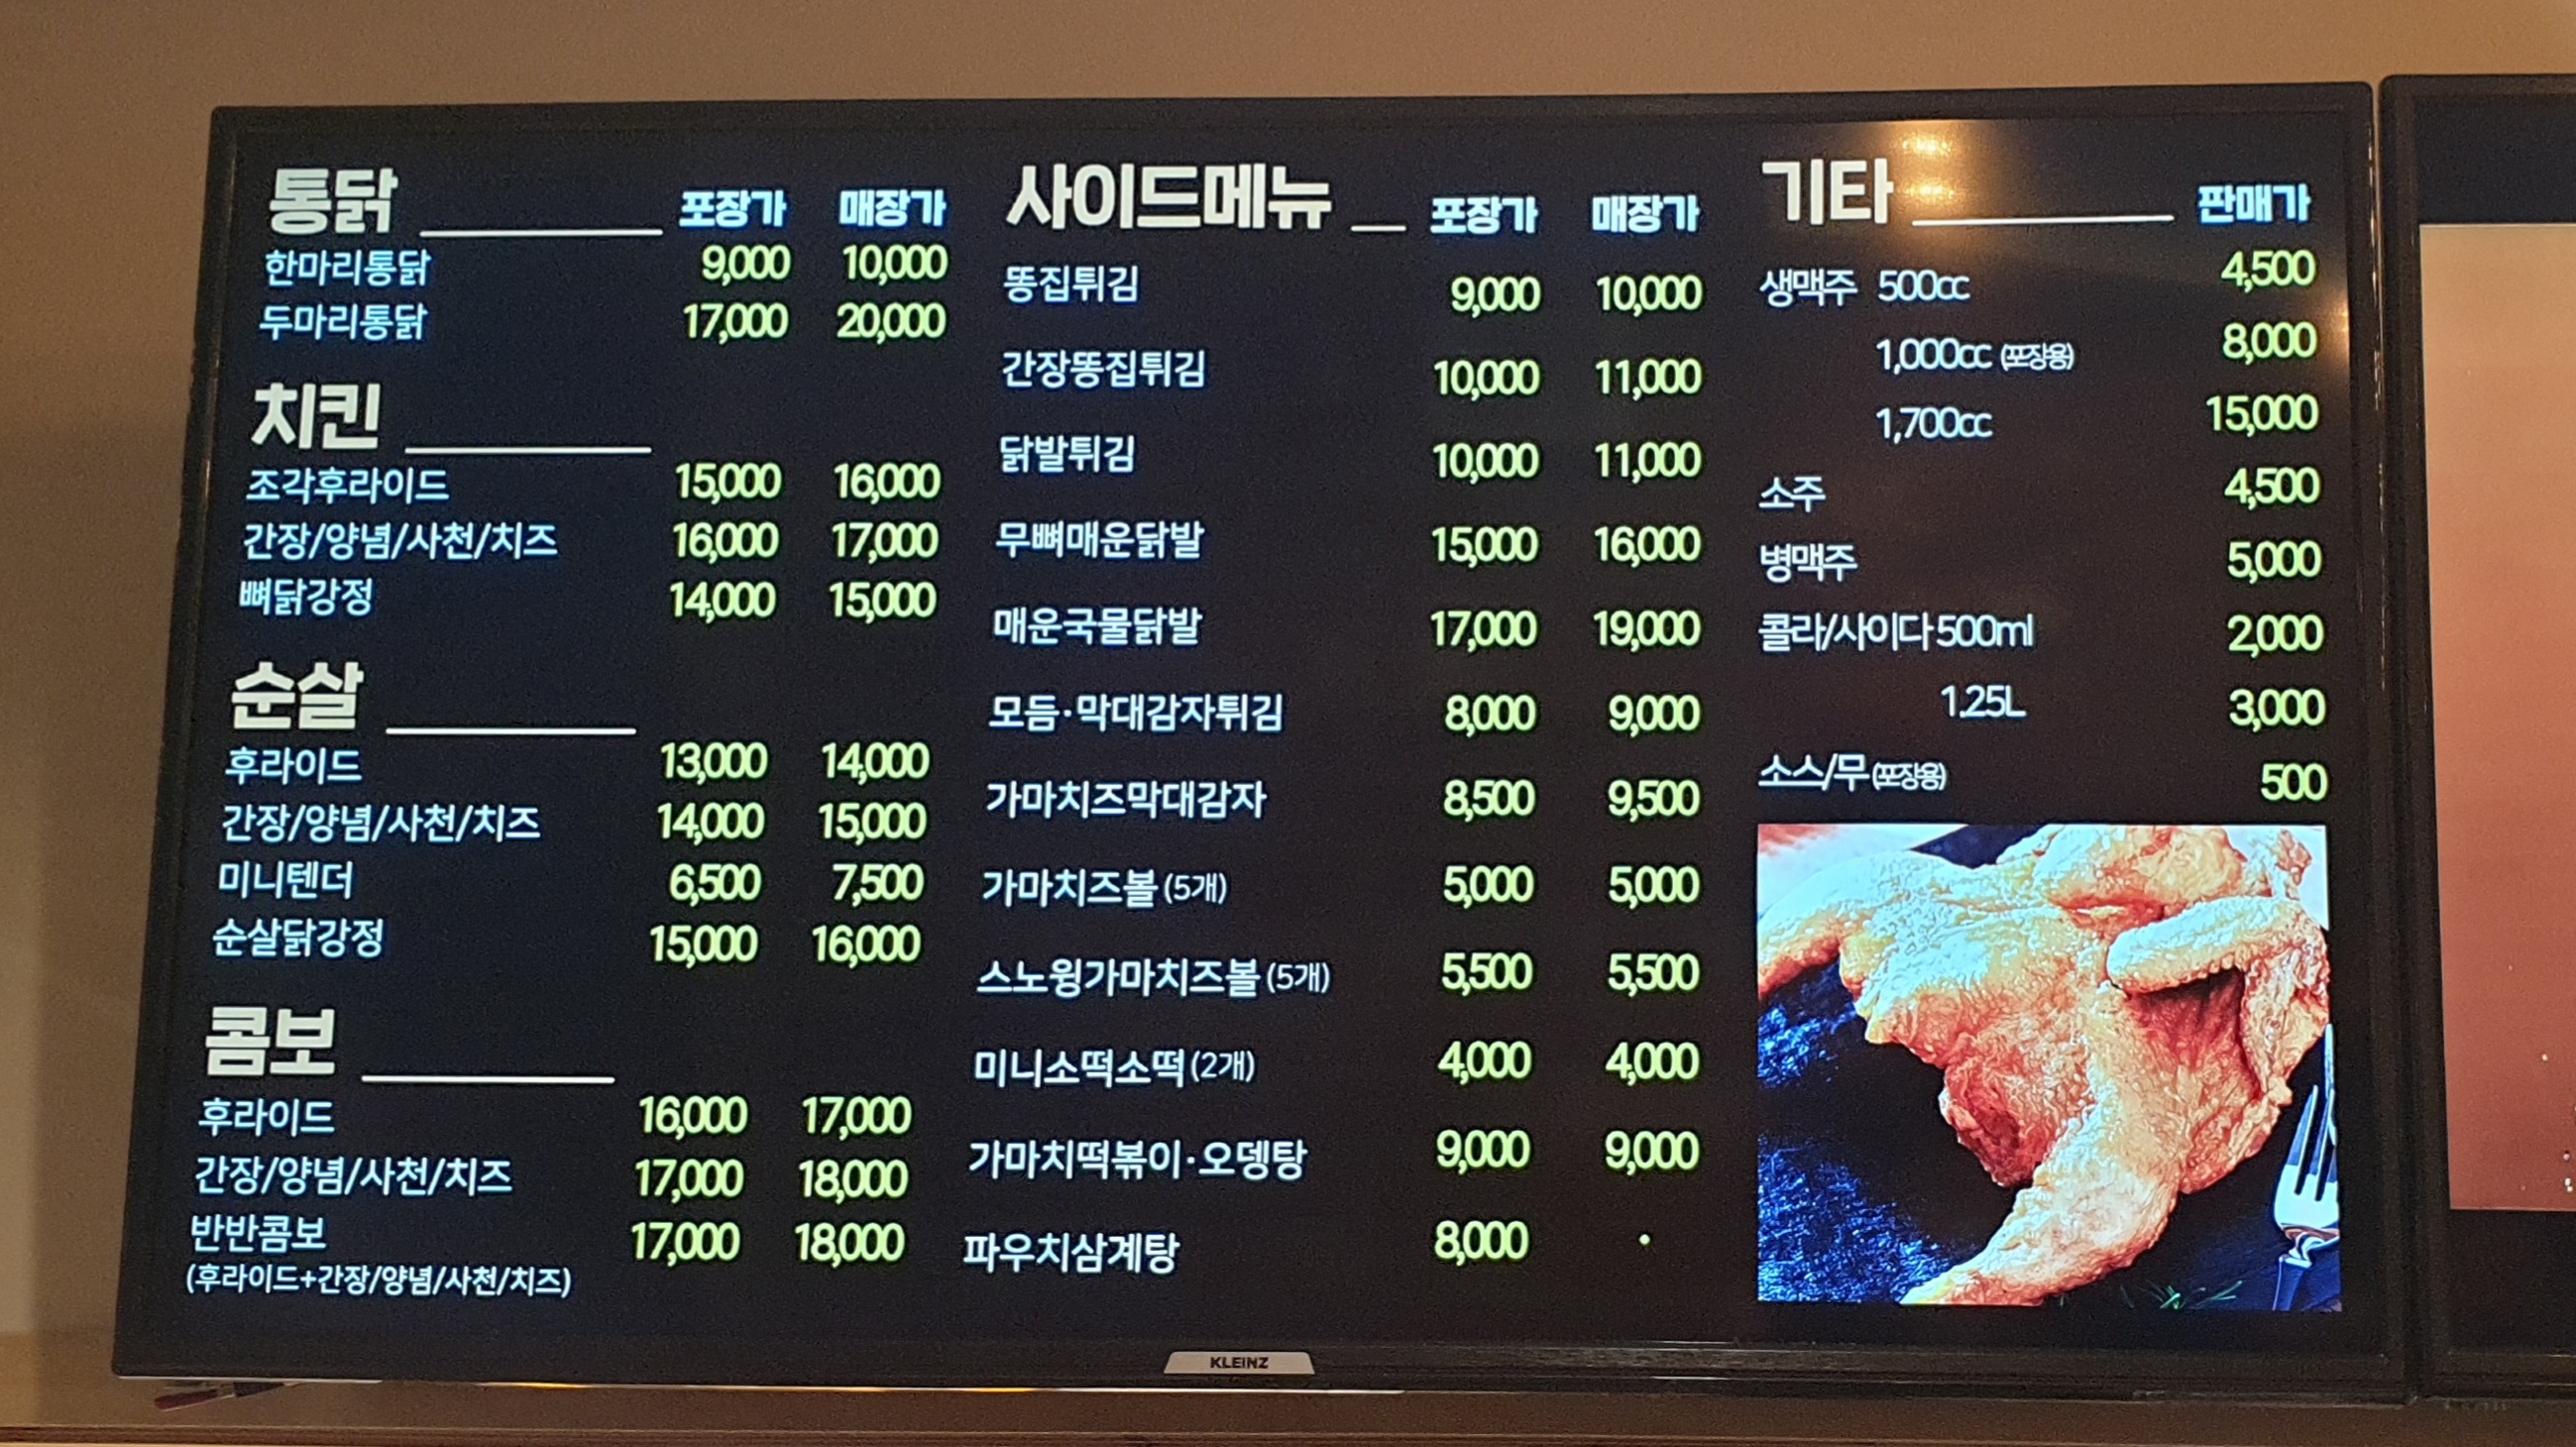 통닭 포장가 매장가
한마리통닭 9,000 10,000
두마리통닭 17,000 20,000
치킨
조각후라이드 15,000 16,000
간장/양념/사천/치즈 16,000 17,000
뼈닭강정 14,000 15,000
순살
후라이드 13,000 14,000
간장/양념/사천/치즈 14,000 15,000
미니텐더 6,500 7,500
순살닭강정 15,000 16,000
콤보
후라이드 16,000 17,000
간장/양념/사천/치즈 17,000 18,000
반반콤보 17,000 18,000
(후라이드+간장/양념/사천/치즈)
사이드메뉴 포장가 매장가
똥집튀김 9,000 10,000
간장똥집튀김 10,000 11,000
닭발튀김 10,000 11,000
무뼈매운닭발 15,000 16,000
매운국물닭발 17,000 19,000
모듬·막대감자튀김 8,000 9,000
가마치즈막대감자 8,500 9,500
가마치즈볼 (5개) 5,000 5,000
스노윙가마치즈볼 (5개) 5,500 5,500
미니소떡소떡 (2개) 4,000 4,000
가마치떡볶이·오뎅탕 9,000 9,000
파우치삼계탕 8,000 ·
기타 판매가
생맥주 500cc 4,500
1,000cc (포장용) 8,000
1,700cc 15,000
소주 4,500
병맥주 5,000
콜라/사이다 500ml 2,000
1.25L 3,000
소스/무 (포장용) 500
KLEINZ